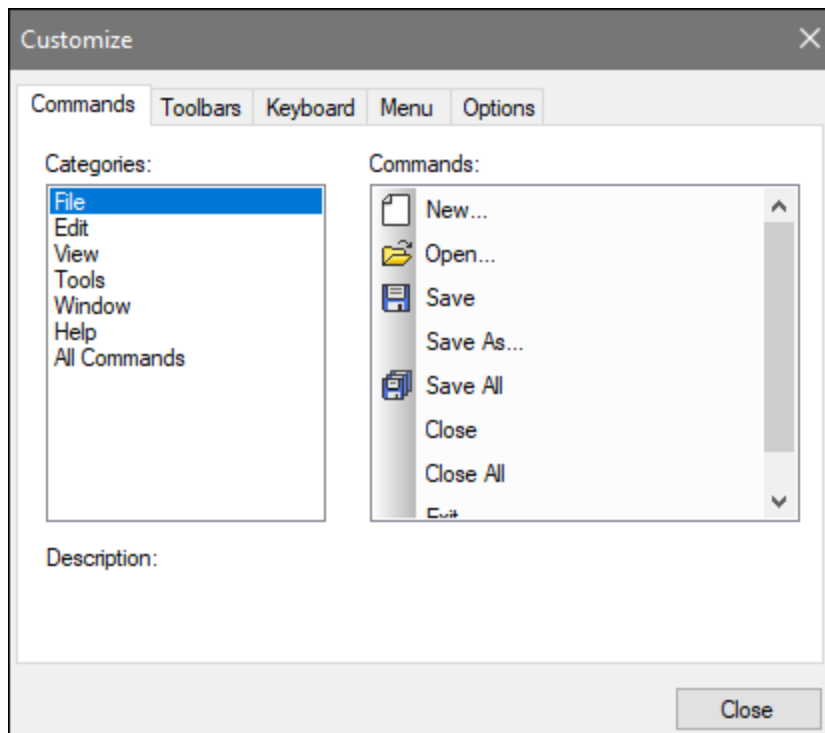 Customize
Commands Toolbars Keyboard Menu Options
Categories:
File
Edit
View
Tools
Window
Help
All Commands
Commands:
New...
Open...
Save
Save As...
Save All
Close
Close All
Exit
Description:
Close